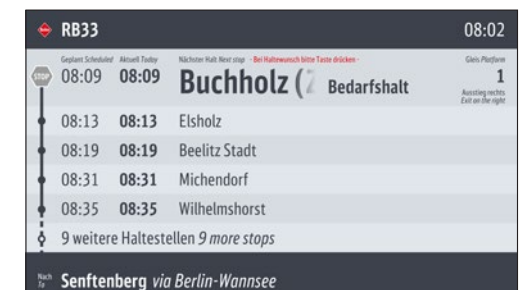 RB33 08:02
Geplant Scheduled Aktuell Today Nächster Halt Next stop - Bei Haltewunsch bitte Taste drücken - Gleis Platform
STOP 08:09 08:09 Buchholz (Z Bedarfshalt 1
Ausstieg rechts
Exit on the right
08:13 08:13 Elsholz
08:19 08:19 Beelitz Stadt
08:31 08:31 Michendorf
08:35 08:35 Wilhelmshorst
9 weitere Haltestellen 9 more stops
Nach
To Senftenberg via Berlin-Wannsee